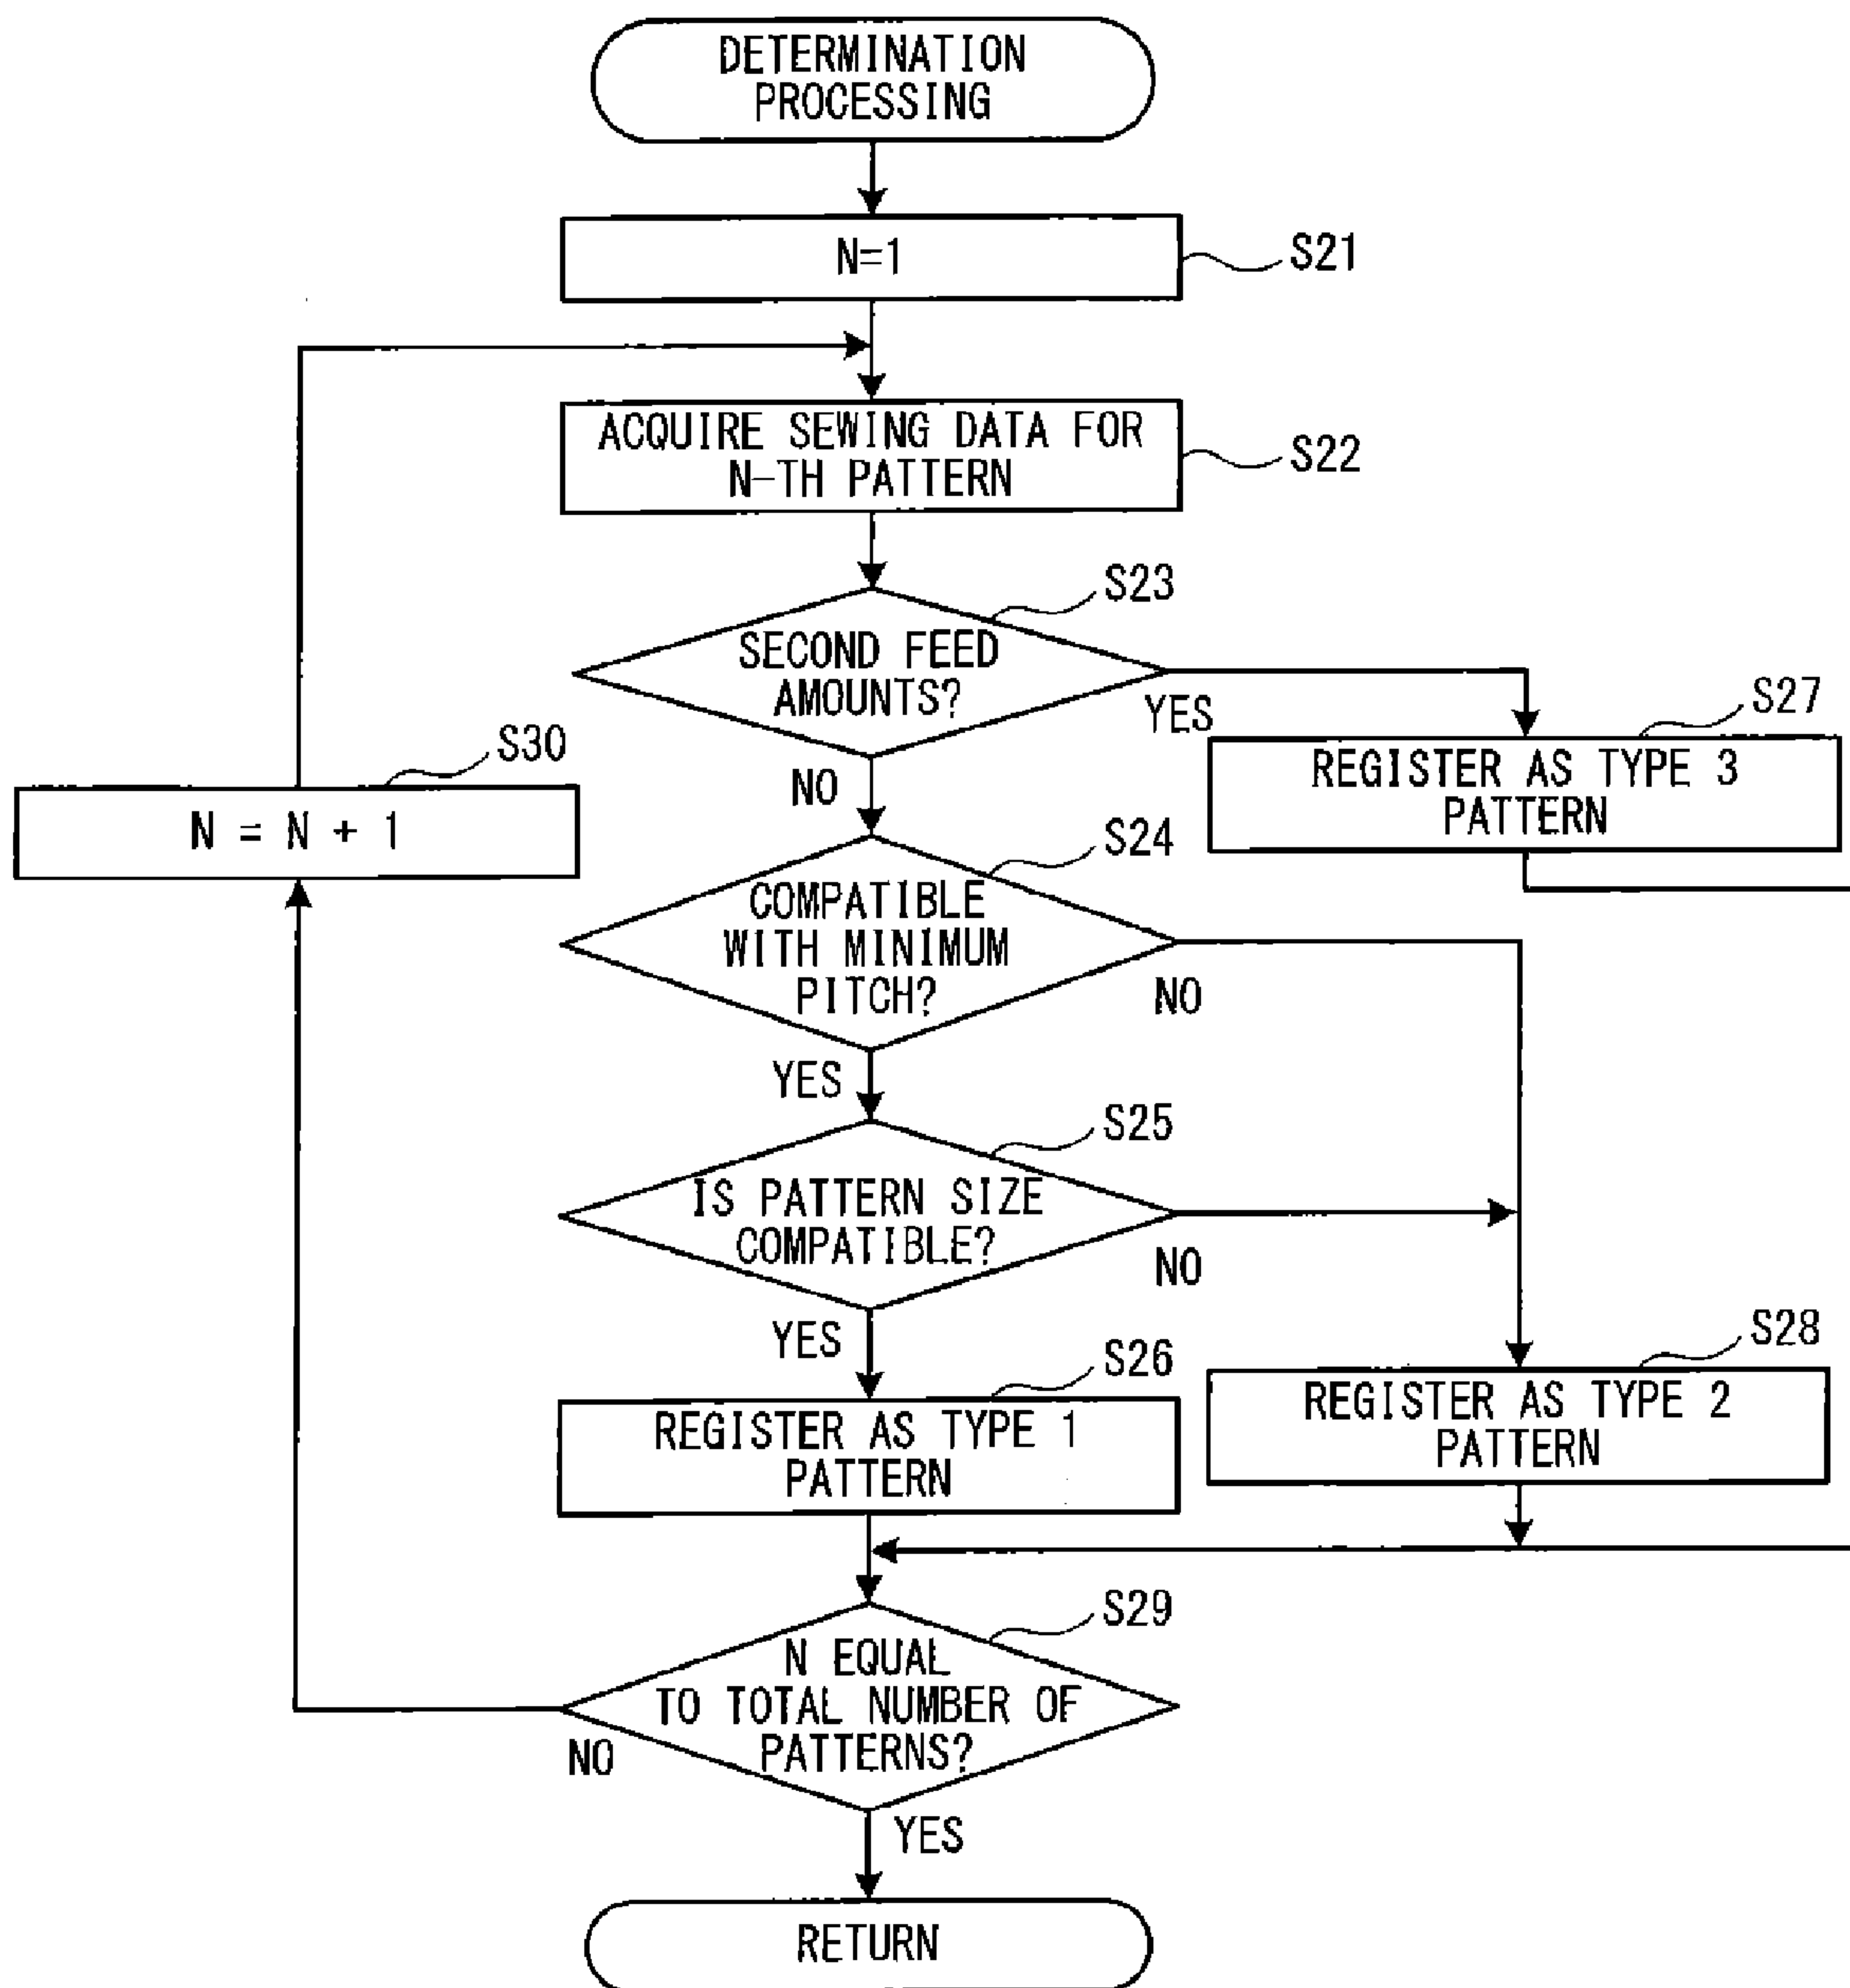 DETERMINATION
PROCESSING
N=1
S21
ACQUIRE SEWING DATA FOR
N-TH PATTERN
S22
S23
SECOND FEED
AMOUNTS?
YES
NO
S27
REGISTER AS TYPE 3
PATTERN
S30
N = N + 1
S24
COMPATIBLE
WITH MINIMUM
PITCH?
NO
YES
S25
IS PATTERN SIZE
COMPATIBLE?
NO
YES
S26
REGISTER AS TYPE 1
PATTERN
S28
REGISTER AS TYPE 2
PATTERN
S29
N EQUAL
TO TOTAL NUMBER OF
PATTERNS?
NO
YES
RETURN